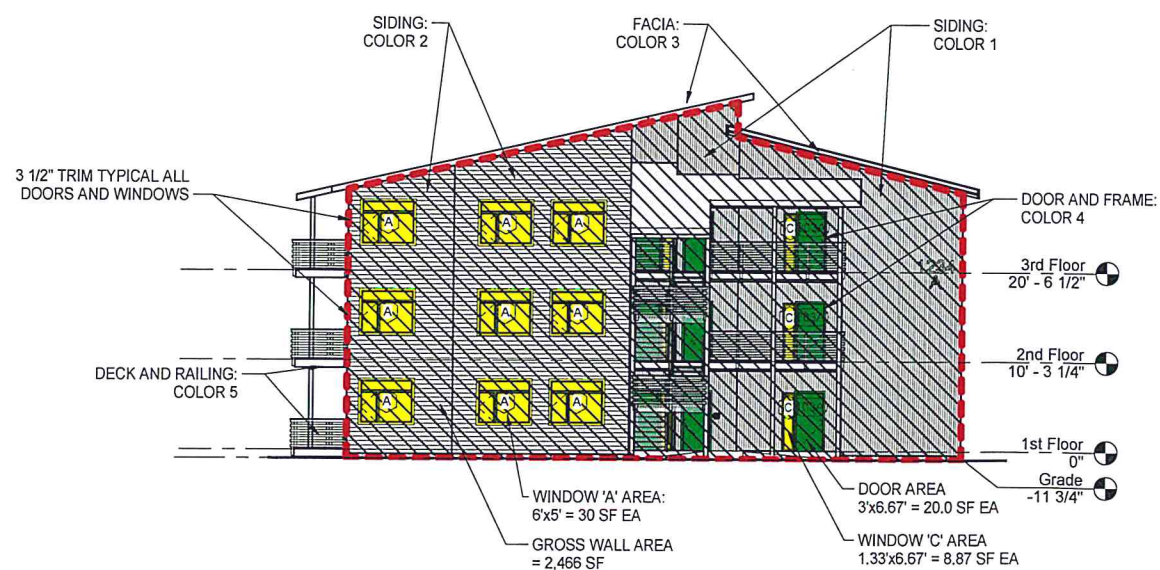 SIDING:
COLOR 2
FACIA:
COLOR 3
SIDING:
COLOR 1
3 1/2" TRIM TYPICAL ALL
DOORS AND WINDOWS
DOOR AND FRAME:
COLOR 4
A
A
A
C
1234
A
3rd Floor
20' - 6 1/2"
A
A
A
C
2nd Floor
10' - 3 1/4"
DECK AND RAILING:
COLOR 5
A
A
A
C
1st Floor
0"
Grade
-11 3/4"
WINDOW 'A' AREA:
6'x5' = 30 SF EA
GROSS WALL AREA
= 2,466 SF
DOOR AREA
3'x6.67' = 20.0 SF EA
WINDOW 'C' AREA
1.33'x6.67' = 8.87 SF EA